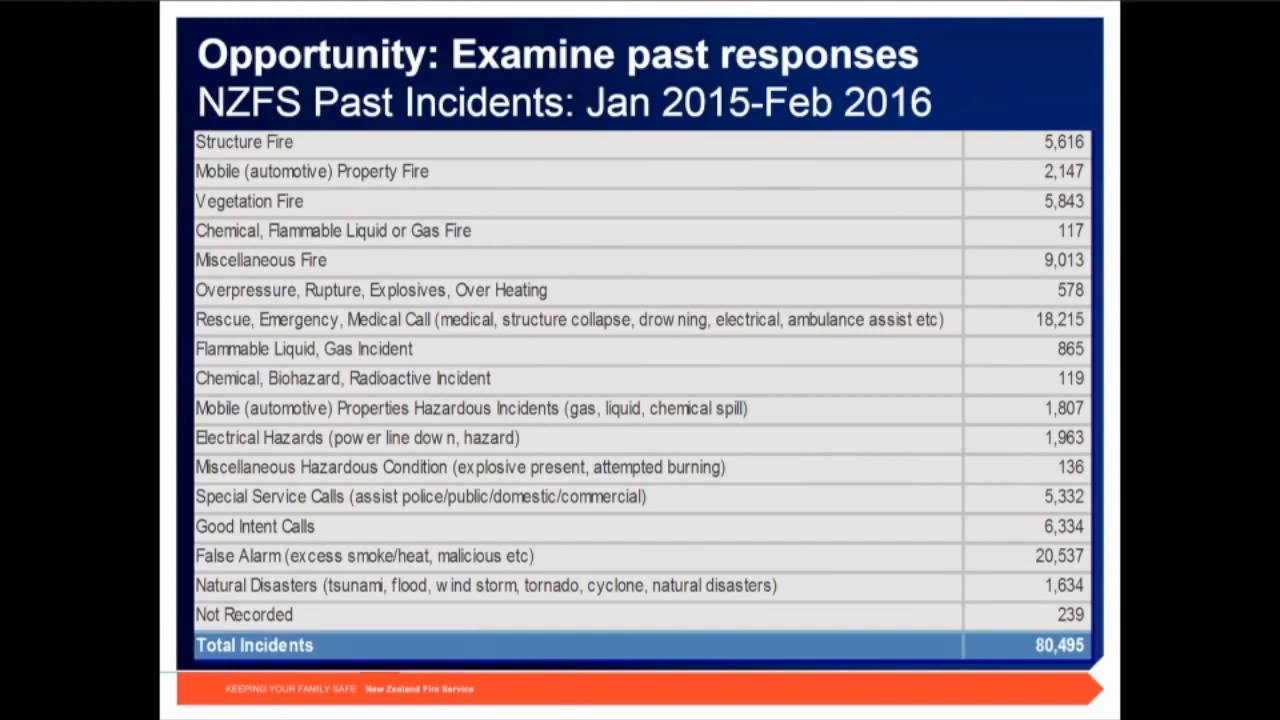 Opportunity: Examine past responses
NZFS Past Incidents: Jan 2015-Feb 2016
Structure Fire 5,616
Mobile (automotive) Property Fire 2,147
Vegetation Fire 5,843
Chemical, Flammable Liquid or Gas Fire 117
Miscellaneous Fire 9,013
Overpressure, Rupture, Explosives, Over Heating 578
Rescue, Emergency, Medical Call (medical, structure collapse, drowning, electrical, ambulance assist etc) 18,215
Flammable Liquid, Gas Incident 865
Chemical, Biohazard, Radioactive Incident 119
Mobile (automotive) Properties Hazardous Incidents (gas, liquid, chemical spill) 1,807
Electrical Hazards (power line down, hazard) 1,963
Miscellaneous Hazardous Condition (explosive present, attempted burning) 136
Special Service Calls (assist police/public/domestic/commercial) 5,332
Good Intent Calls 6,334
False Alarm (excess smoke/heat, malicious etc) 20,537
Natural Disasters (tsunami, flood, wind storm, tornado, cyclone, natural disasters) 1,634
Not Recorded 239
Total Incidents 80,495
KEEPING YOUR FAMILY SAFE New Zealand Fire Service